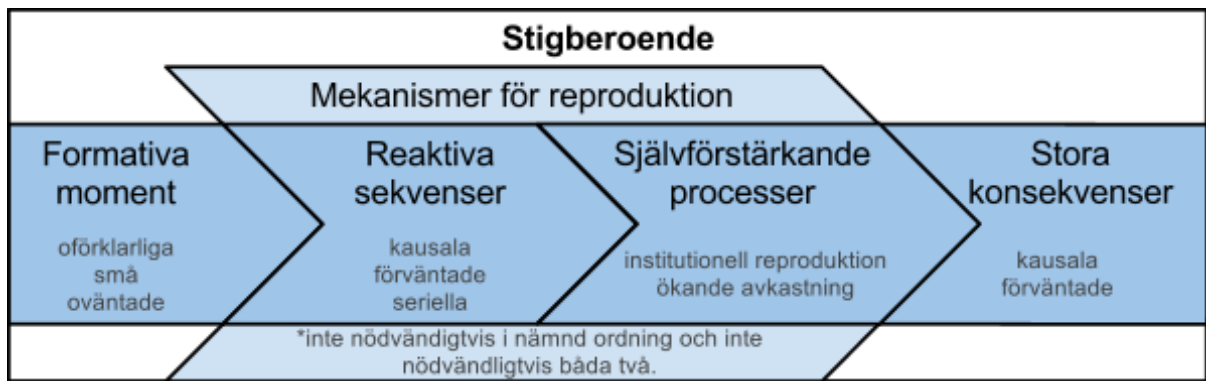 Stigberoende
Mekanismer för reproduktion
Formativa
moment
oförklarliga
små
oväntade
Reaktiva
sekvenser
kausala
förväntade
seriella
Självförstärkande
processer
institutionell reproduktion
ökande avkastning
Stora
konsekvenser
kausala
förväntade
*inte nödvändigtvis i nämnd ordning och inte
nödvändligtvis båda två.